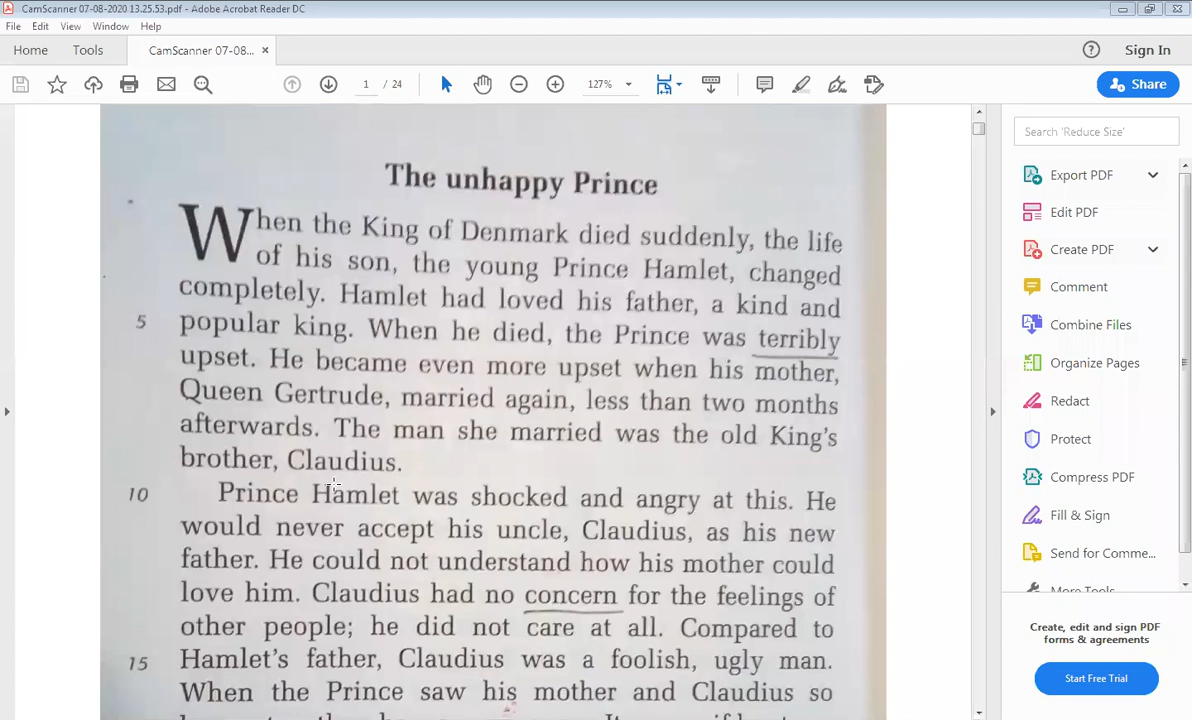 CamScanner 07-08-2020 13.25.53.pdf - Adobe Acrobat Reader DC
File Edit View Window Help
Home Tools CamScanner 07-08... × Sign In
1 / 24 127% Share
Search 'Reduce Size'
Export PDF
Edit PDF
Create PDF
Comment
Combine Files
Organize Pages
Redact
Protect
Compress PDF
Fill & Sign
Send for Comme...
More Tools
Create, edit and sign PDF
forms & agreements
Start Free Trial
The unhappy Prince
When the King of Denmark died suddenly, the life
of his son, the young Prince Hamlet, changed
completely. Hamlet had loved his father, a kind and
5 popular king. When he died, the Prince was terribly
upset. He became even more upset when his mother,
Queen Gertrude, married again, less than two months
afterwards. The man she married was the old King's
brother, Claudius.
10 Prince Hamlet was shocked and angry at this. He
would never accept his uncle, Claudius, as his new
father. He could not understand how his mother could
love him. Claudius had no concern for the feelings of
other people; he did not care at all. Compared to
15 Hamlet's father, Claudius was a foolish, ugly man.
When the Prince saw his mother and Claudius so